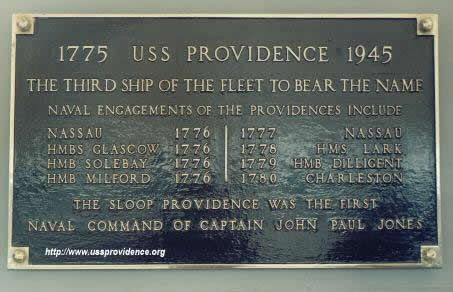 1775 USS PROVIDENCE 1945
THE THIRD SHIP OF THE FLEET TO BEAR THE NAME
NAVAL ENGAGEMENTS OF THE PROVIDENCES INCLUDE
NASSAU 1776 1777 NASSAU
HMBS GLASCOW 1776 1778 HMS LARK
HMB SOLEBAY 1776 1779 HMB DILLIGENT
HMB MILFORD 1776 1780 CHARLESTON
THE SLOOP PROVIDENCE WAS THE FIRST
NAVAL COMMAND OF CAPTAIN JOHN PAUL JONES
http://www.ussprovidence.org